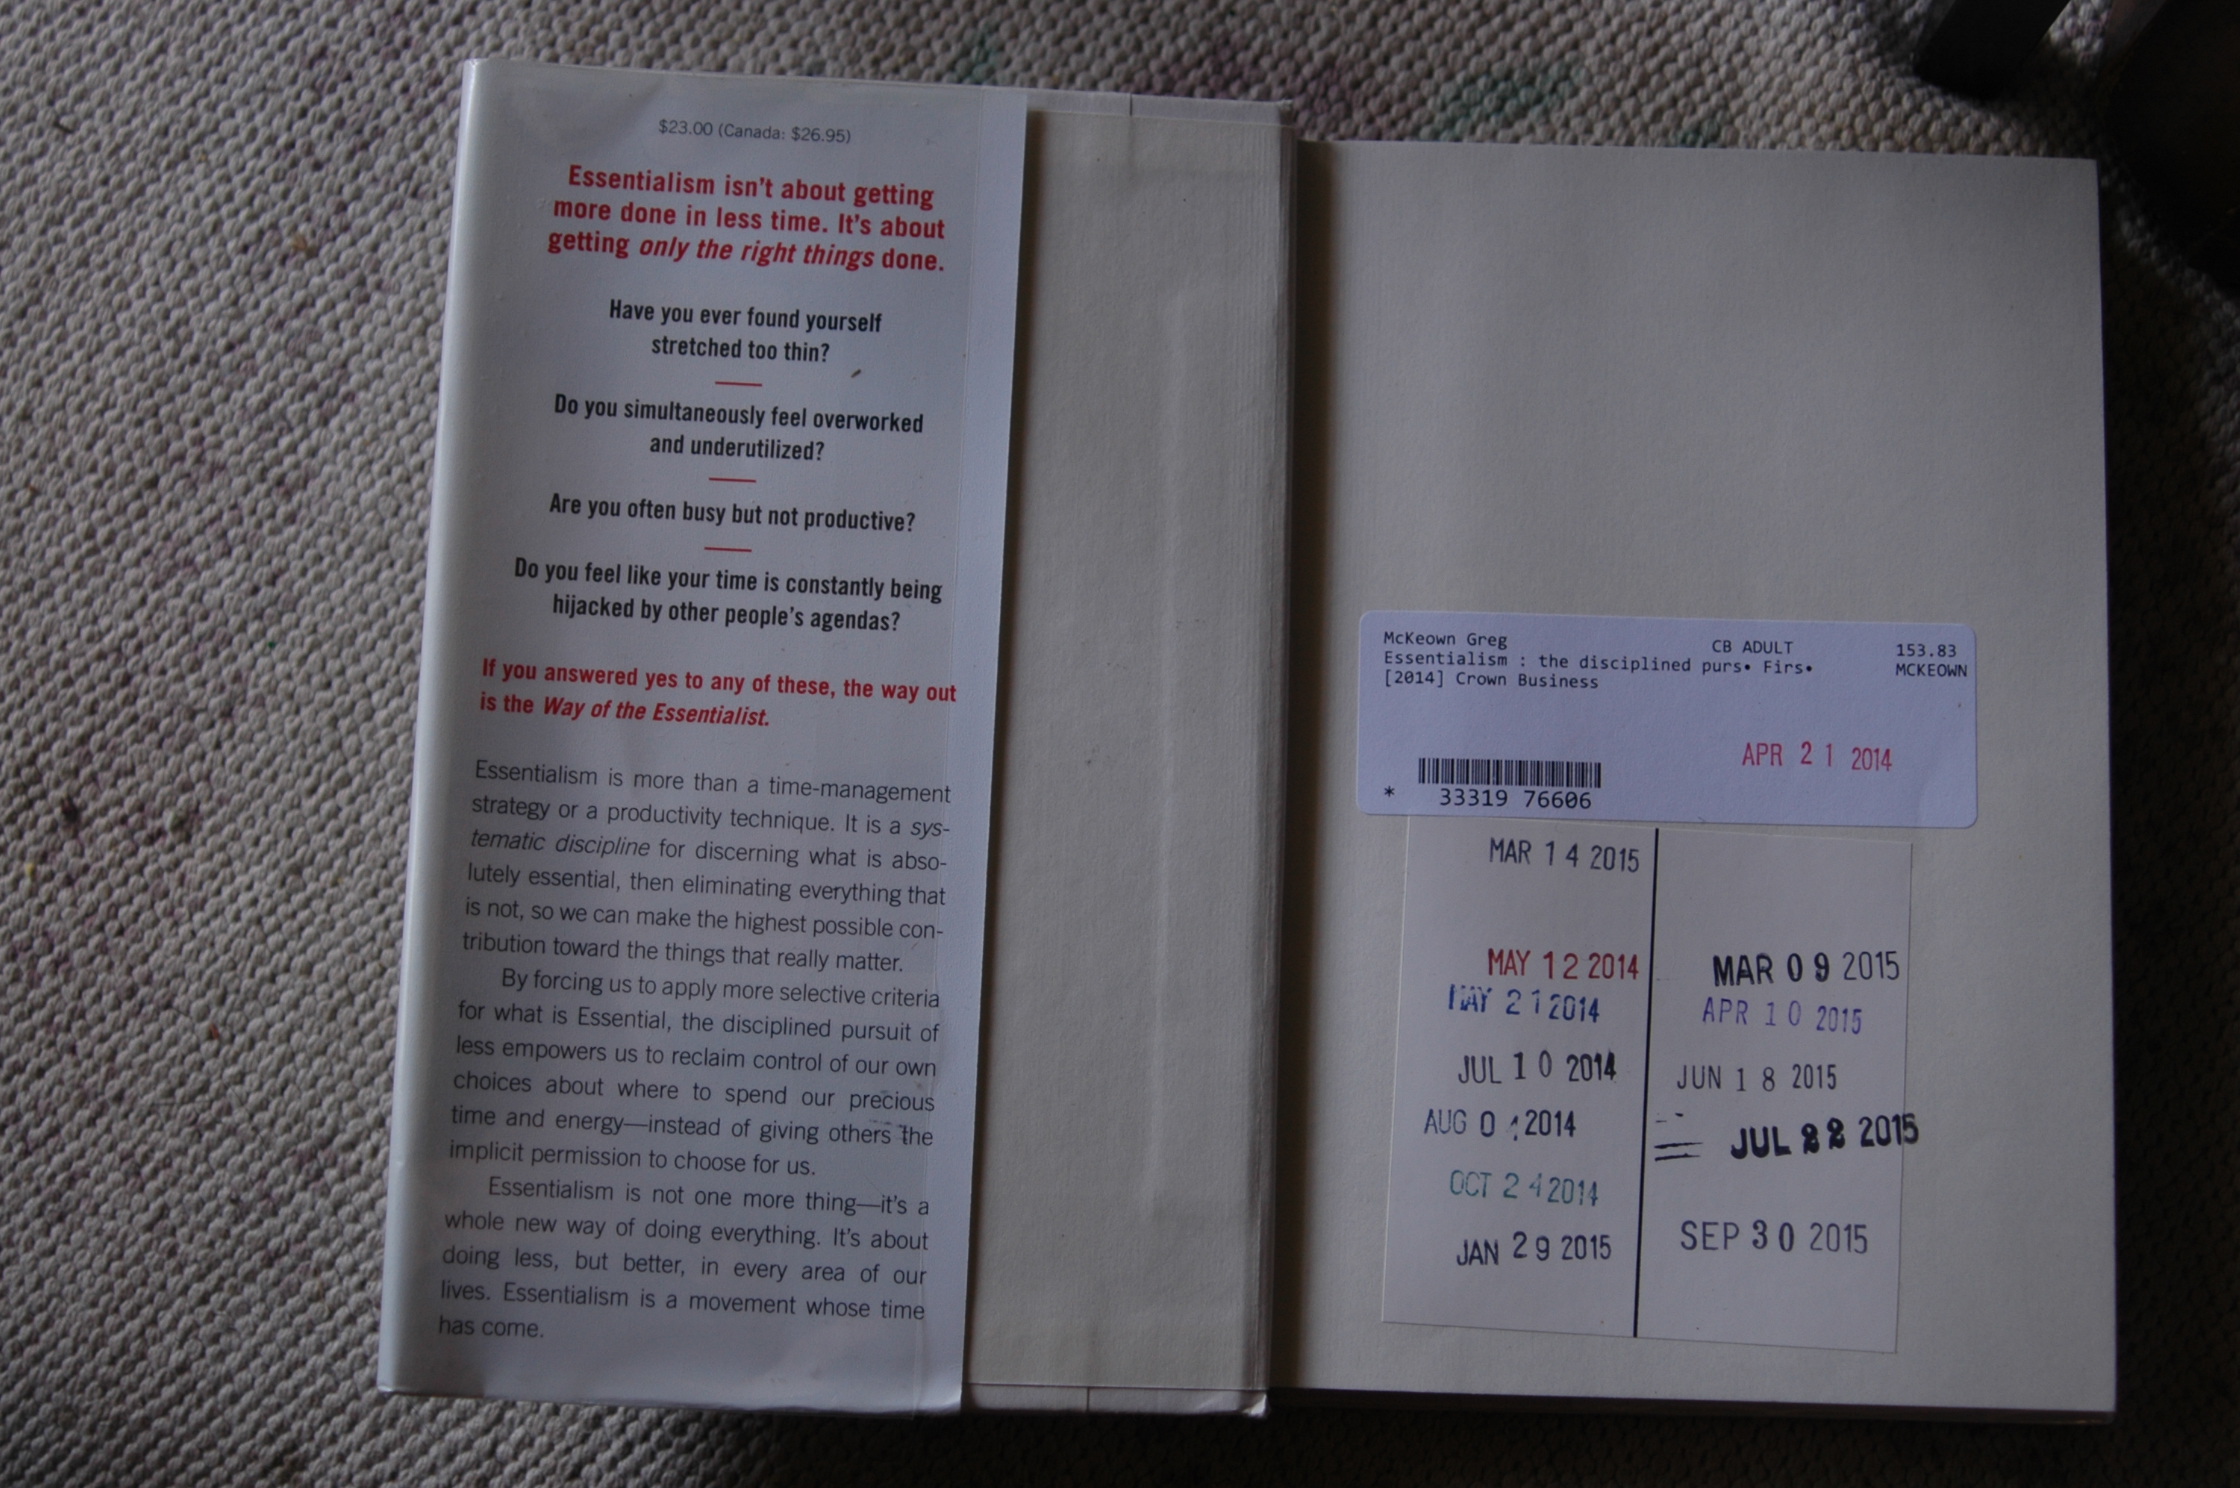 $23.00 (Canada: $26.95)
Essentialism isn't about getting
more done in less time. It's about
getting only the right things done.
Have you ever found yourself
stretched too thin?
Do you simultaneously feel overworked
and underutilized?
Are you often busy but not productive?
Do you feel like your time is constantly being
hijacked by other people's agendas?
If you answered yes to any of these, the way out
is the Way of the Essentialist.
Essentialism is more than a time-management
strategy or a productivity technique. It is a sys-
tematic discipline for discerning what is abso-
lutely essential, then eliminating everything that
is not, so we can make the highest possible con-
tribution toward the things that really matter.
By forcing us to apply more selective criteria
for what is Essential, the disciplined pursuit of
less empowers us to reclaim control of our own
choices about where to spend our precious
time and energy—instead of giving others the
implicit permission to choose for us.
Essentialism is not one more thing—it's a
whole new way of doing everything. It's about
doing less, but better, in every area of our
lives. Essentialism is a movement whose time
has come.
McKeown Greg CB ADULT 153.83
Essentialism : the disciplined purs• Firs• MCKEOWN
[2014] Crown Business
APR 21 2014
* 33319 76606
MAR 14 2015
MAY 12 2014
MAY 21 2014
JUL 10 2014
AUG 2014
OCT 24 2014
JAN 29 2015
MAR 09 2015
APR 10 2015
JUN 18 2015
JUL 22 2015
SEP 30 2015